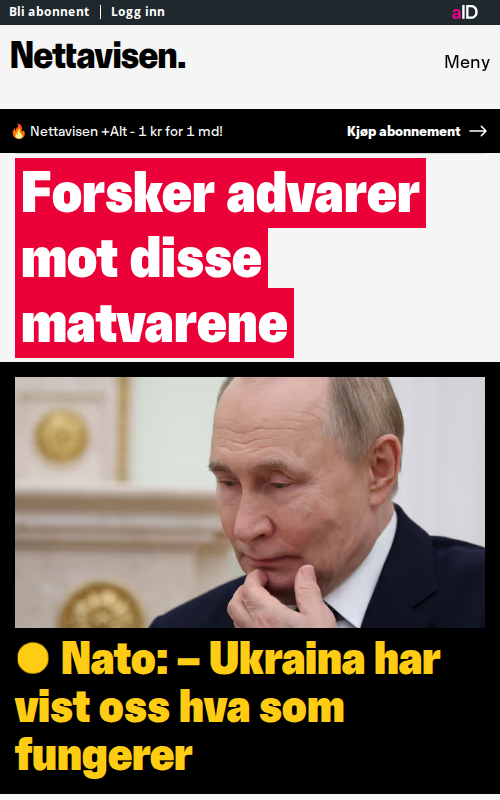 Bli abonnent
Logg inn
aID
Nettavisen.
Meny
🔥 Nettavisen +Alt - 1 kr for 1 md!
Kjøp abonnement →
Forsker advarer
mot disse
matvarene
Nato: – Ukraina har
vist oss hva som
fungerer